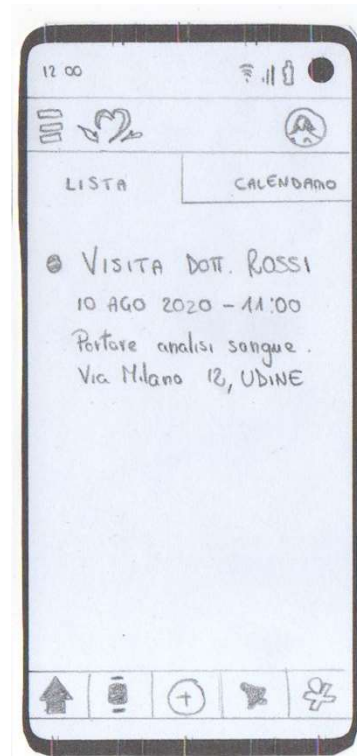 12 00
LISTA CALENDARIO
VISITA DOTT. ROSSI
10 AGO 2020 - 11:00
Portare analisi sangue.
Via Milano 12, UDINE